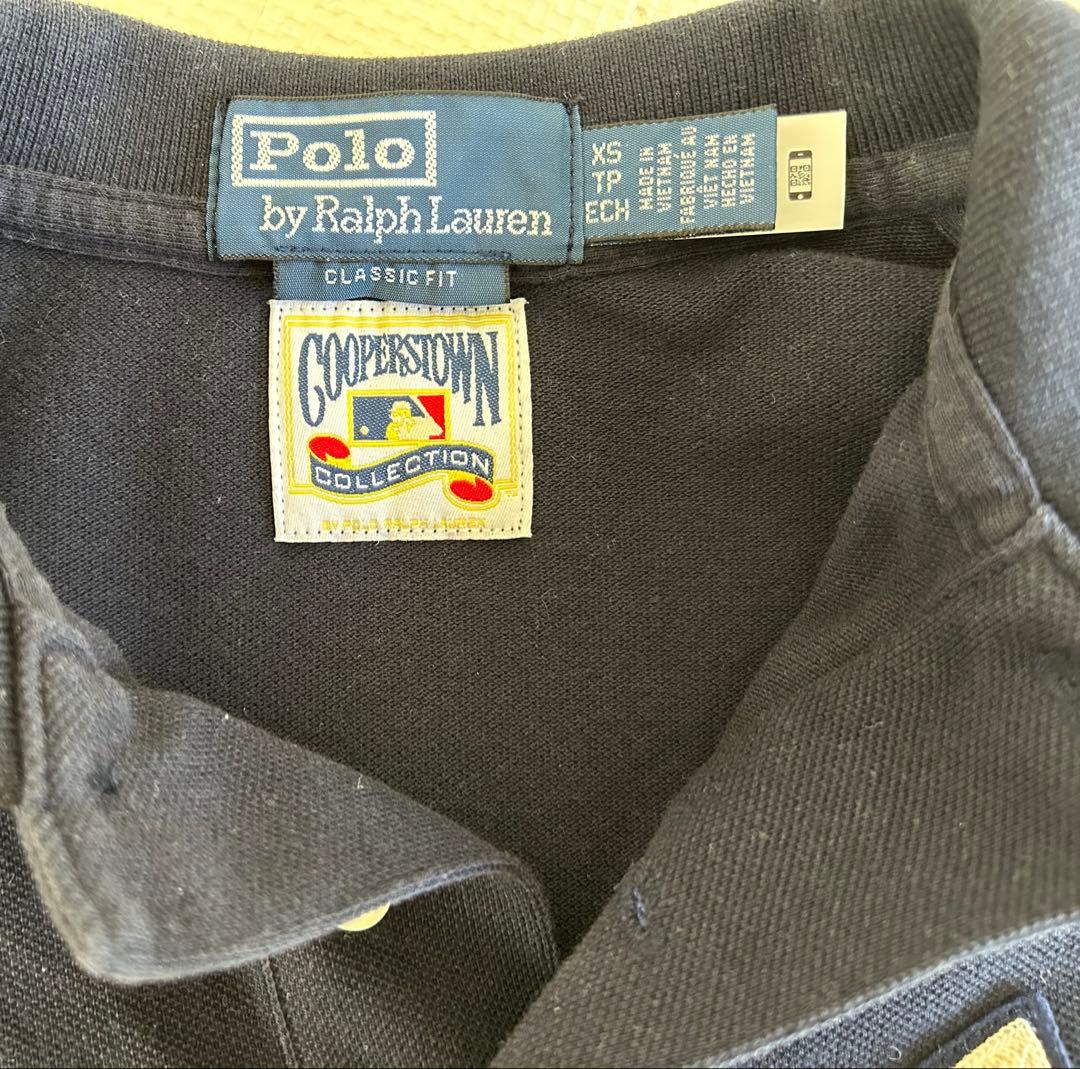 Polo
by Ralph Lauren
XS
TP
ECH
MADE IN
VIETNAM
FABRIQUÉ AU
VIET NAM
HECHO EN
VIETNAM
CLASSIC FIT
COOPERSTOWN
COLLECTION
BY POLO RALPH LAUREN